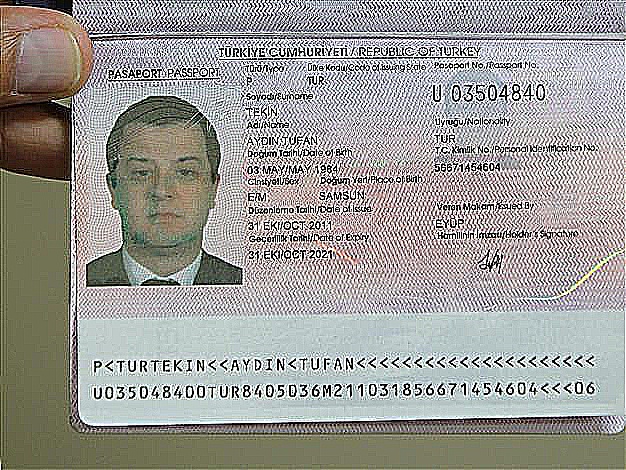 TÜRKİYE CUMHURİYETİ / REPUBLIC OF TURKEY
PASAPORT/PASSPORT
Türü/Type Ülke Kodu/Code of Issuing State Pasaport No./Passport No.
P TUR U 03504840
Soyadı/Surname
TEKIN
Adı/Name Uyruğu/Nationality
AYDIN TUFAN TUR
Doğum Tarihi/Date of Birth T.C. Kimlik No./Personal Identification No.
03 MAY/MAY 1984 56671454604
Cinsiyeti/Sex Doğum Yeri/Place of Birth
E/M SAMSUN
Düzenleme Tarihi/Date of Issue Veren Makam/Issued By
31 EKI/OCT 2011 EYÜP
Geçerlilik Tarihi/Date of Expiry Hamilinin İmzası/Holder's Signature
31 EKI/OCT 2021
P<TURTEKIN<<AYDIN<TUFAN<<<<<<<<<<<<<<<<<<<<<
U035048400TUR8405036M211031856671454604<<<06